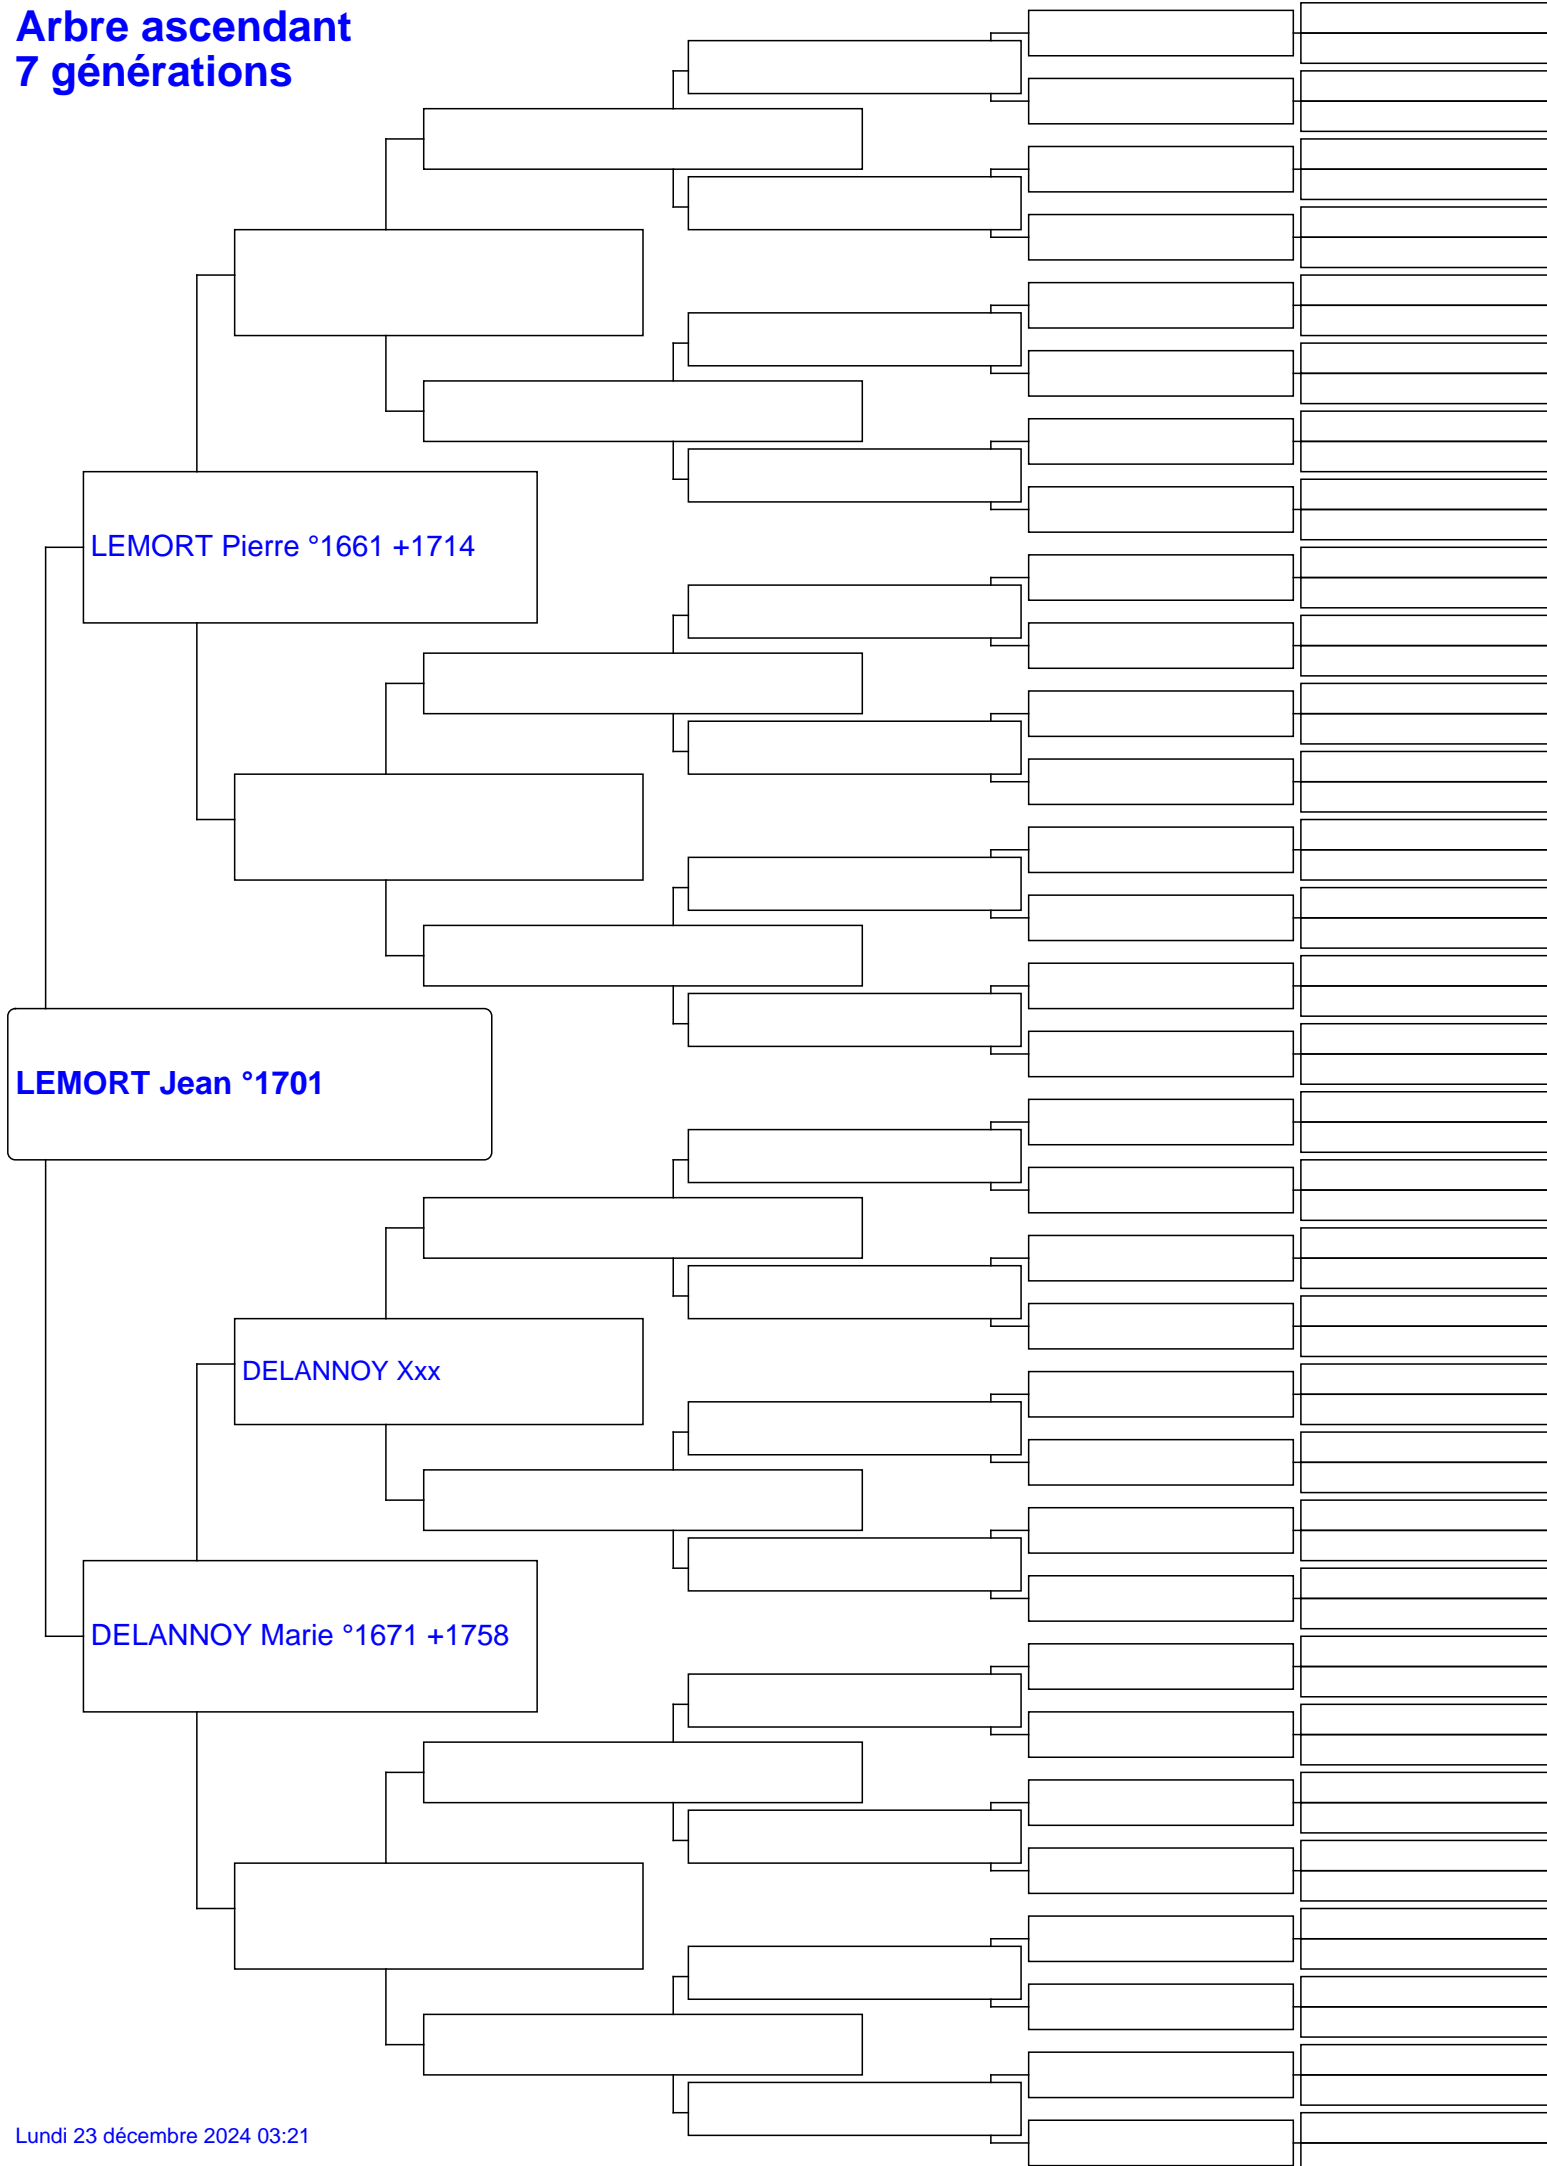 Arbre ascendant
7 générations
LEMORT Pierre °1661 +1714
LEMORT Jean °1701
DELANNOY Xxx
DELANNOY Marie °1671 +1758
Lundi 23 décembre 2024 03:21